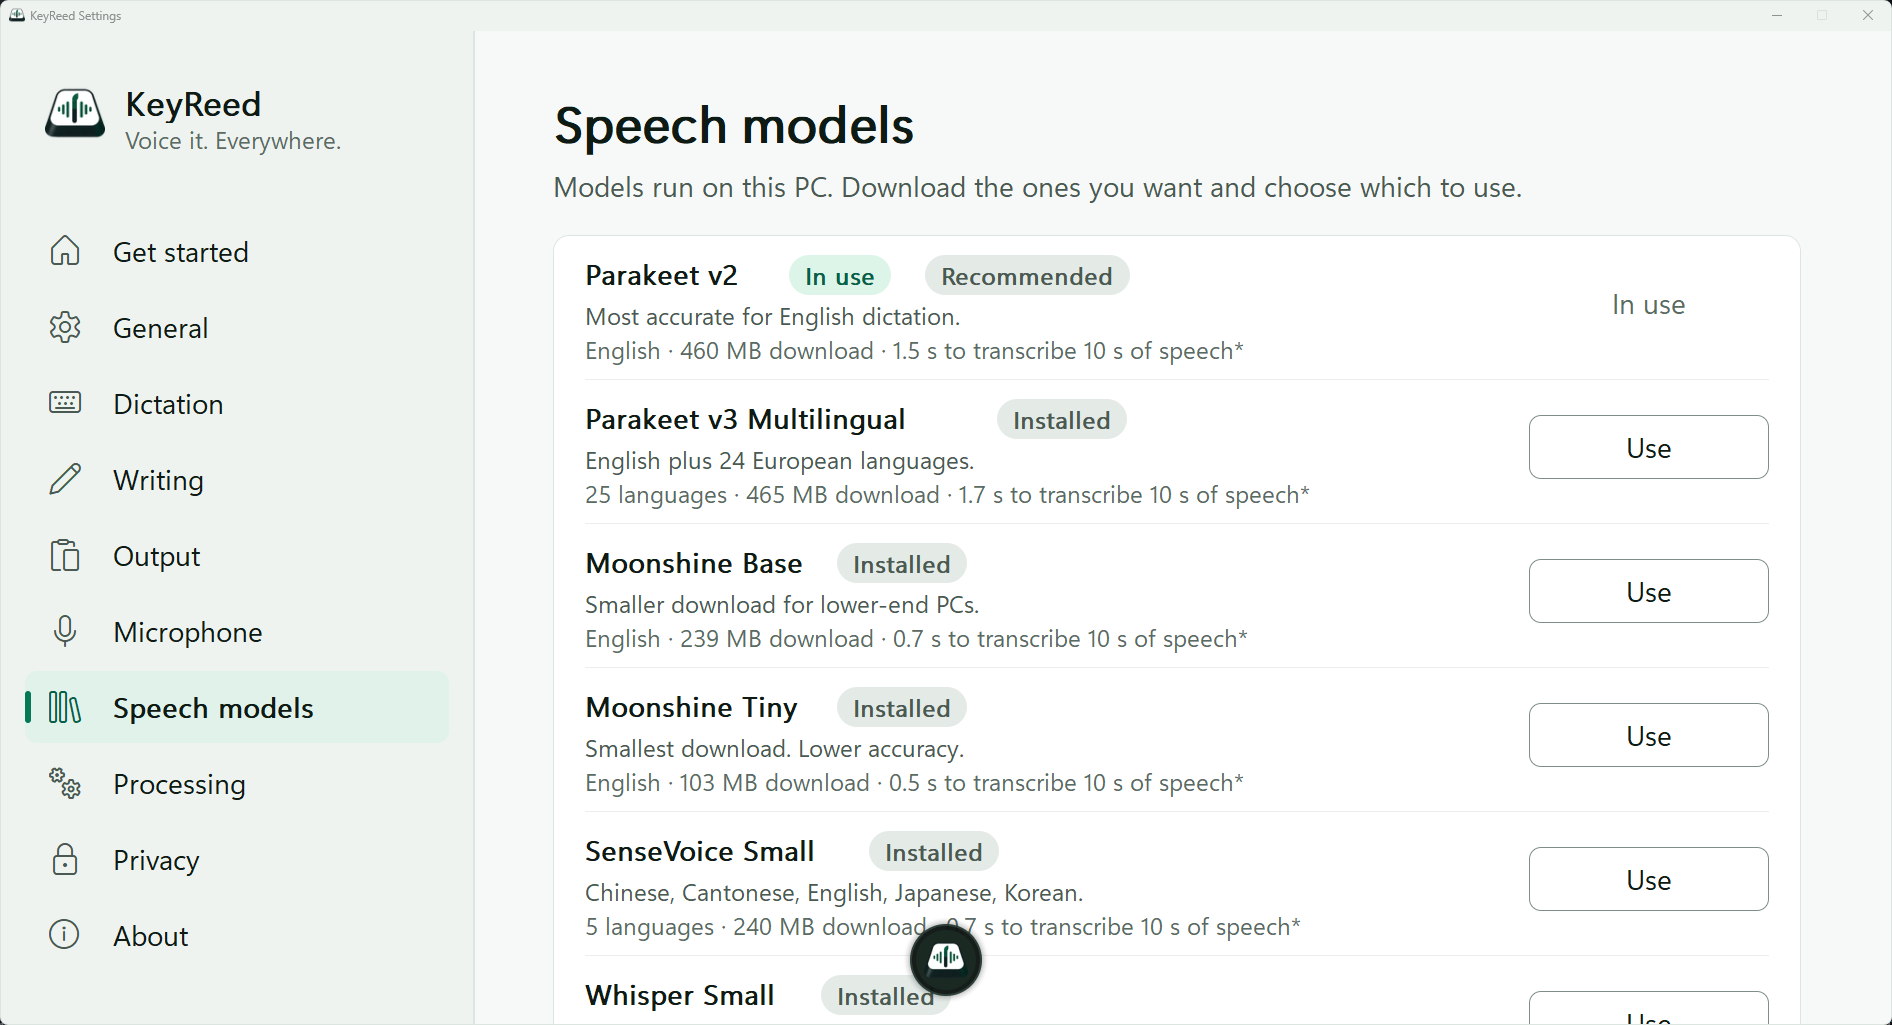 KeyReed Settings
KeyReed
Voice it. Everywhere.
Get started
General
Dictation
Writing
Output
Microphone
Speech models
Processing
Privacy
About
Speech models
Models run on this PC. Download the ones you want and choose which to use.
Parakeet v2 In use Recommended
Most accurate for English dictation.
English · 460 MB download · 1.5 s to transcribe 10 s of speech*
In use
Parakeet v3 Multilingual Installed
English plus 24 European languages.
25 languages · 465 MB download · 1.7 s to transcribe 10 s of speech*
Use
Moonshine Base Installed
Smaller download for lower-end PCs.
English · 239 MB download · 0.7 s to transcribe 10 s of speech*
Use
Moonshine Tiny Installed
Smallest download. Lower accuracy.
English · 103 MB download · 0.5 s to transcribe 10 s of speech*
Use
SenseVoice Small Installed
Chinese, Cantonese, English, Japanese, Korean.
5 languages · 240 MB download · 0.7 s to transcribe 10 s of speech*
Use
Whisper Small Installed
Use